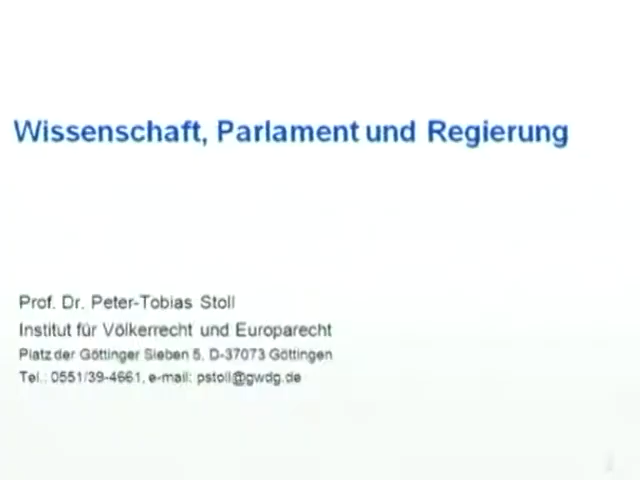 Wissenschaft, Parlament und Regierung
Prof. Dr. Peter-Tobias Stoll
Institut für Völkerrecht und Europarecht
Platz der Göttinger Sieben 5, D-37073 Göttingen
Tel.: 0551/39-4661, e-mail: pstoll@gwdg.de